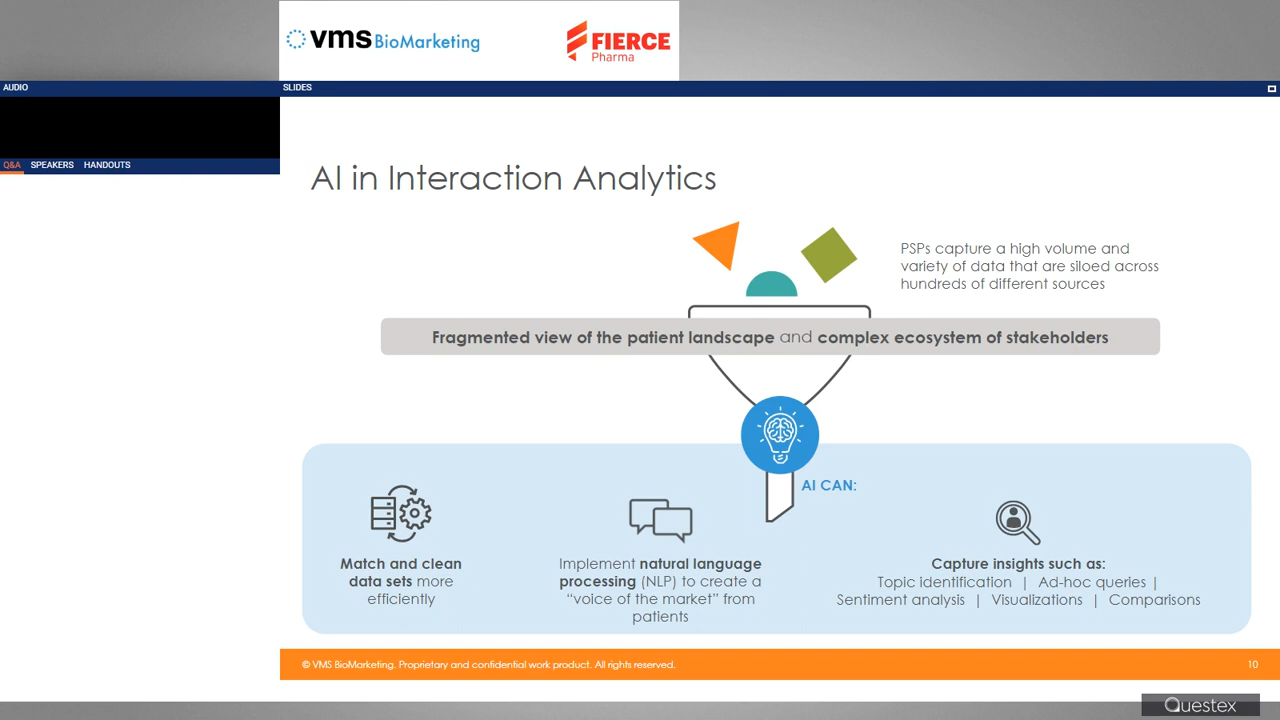 vms BioMarketing
FIERCE
Pharma
AUDIO
SLIDES
Q&A SPEAKERS HANDOUTS
AI in Interaction Analytics
PSPs capture a high volume and
variety of data that are siloed across
hundreds of different sources
Fragmented view of the patient landscape and complex ecosystem of stakeholders
AI CAN:
Match and clean
data sets more
efficiently
Implement natural language
processing (NLP) to create a
“voice of the market” from
patients
Capture insights such as:
Topic identification | Ad-hoc queries |
Sentiment analysis | Visualizations | Comparisons
© VMS BioMarketing. Proprietary and confidential work product. All rights reserved.
10
Questex